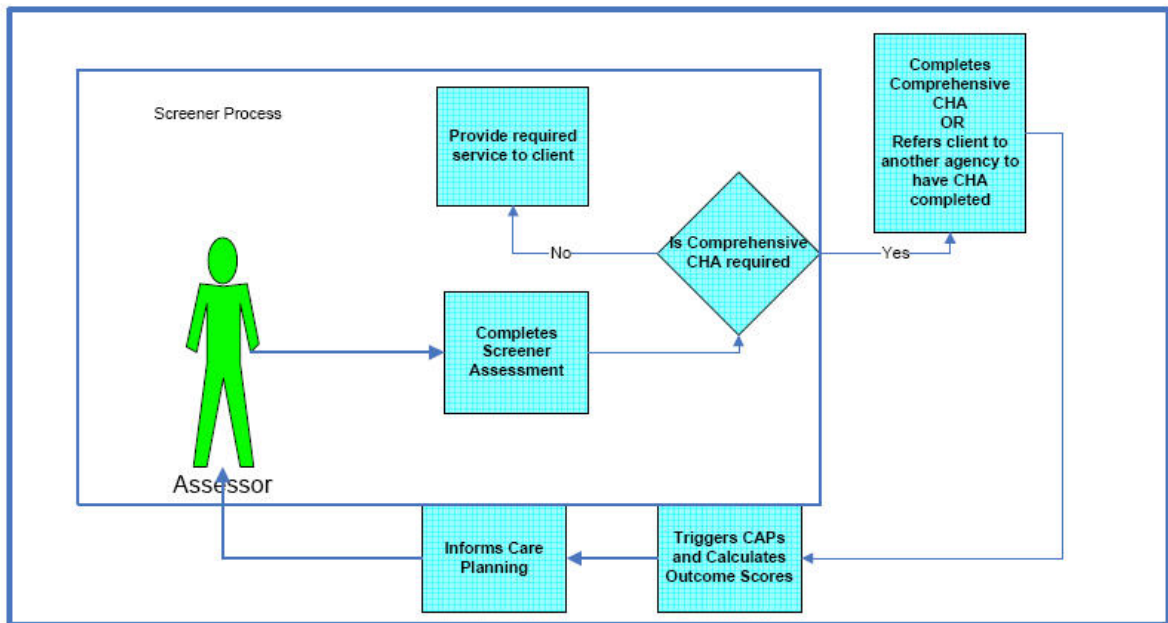 Screener Process
Provide required
service to client
Completes
Comprehensive
CHA
OR
Refers client to
another agency to
have CHA
completed
Is Comprehensive
CHA required
No
Yes
Completes
Screener
Assessment
Assessor
Informs Care
Planning
Triggers CAPs
and Calculates
Outcome Scores